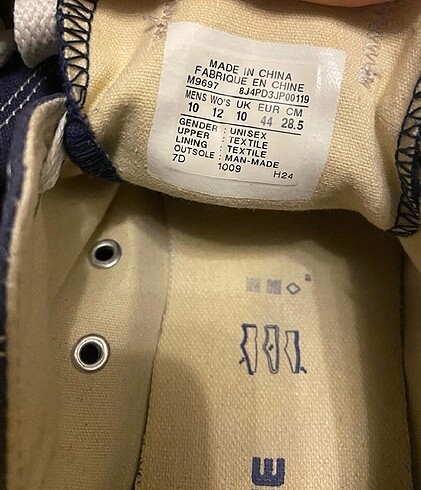 MADE IN CHINA
FABRIQUE EN CHINE
M9697 8J4PD3JP00119
MENS WO'S UK EUR CM
10 12 10 44 28.5
GENDER : UNISEX
UPPER : TEXTILE
LINING : TEXTILE
OUTSOLE : MAN-MADE
7D 1009 H24